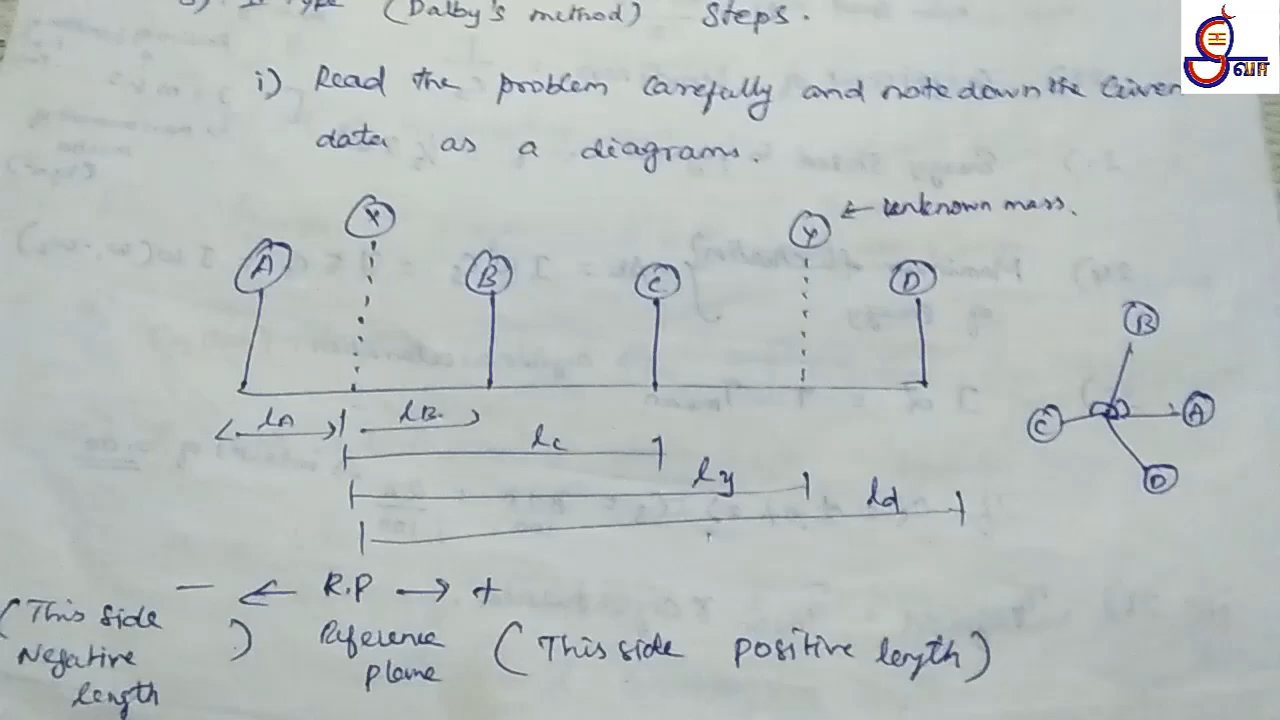 Type (Dalby's method) Steps.
i) Read the problem Carefully and note down the Given
data as a diagrams.
X
Y ← Unknown mass.
A
B
C
D
B
C
A
D
lA
lB
lc
ly
ld
— ← R.P → +
(This side
Negative
length)
Reference
plane
(This side positive length)
வா